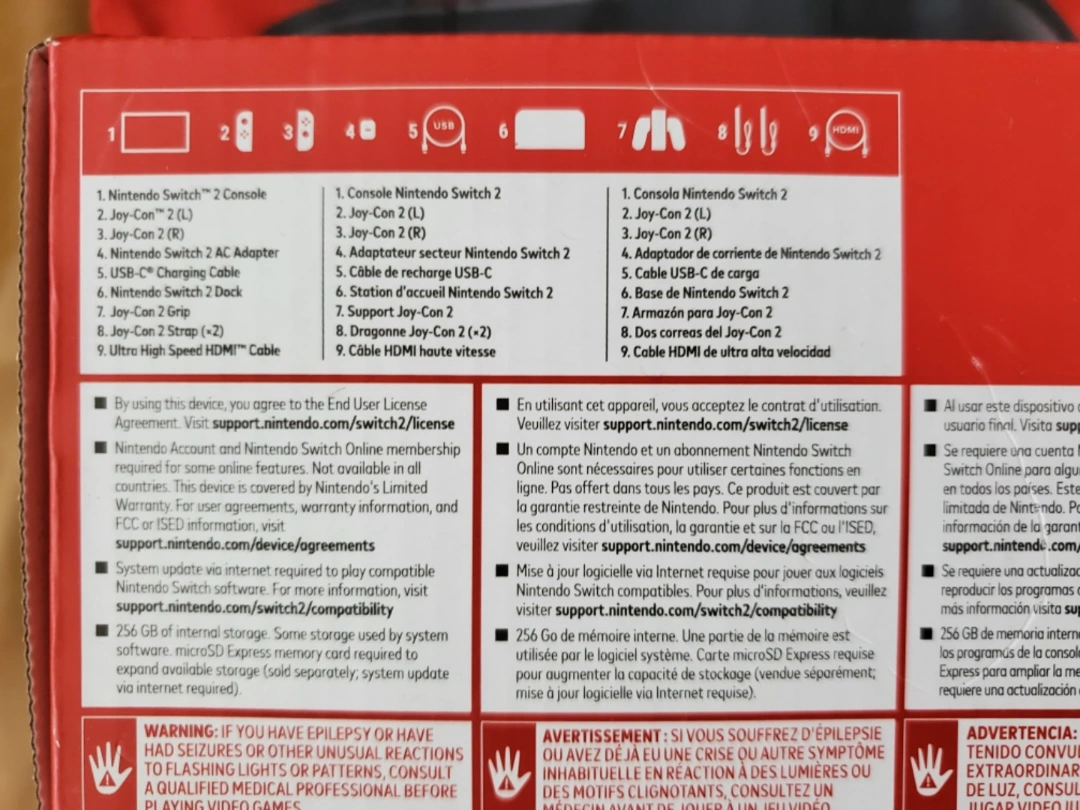 1 2 3 4 5 USB 6 7 8 9 HDMI
1. Nintendo Switch™ 2 Console
2. Joy-Con™ 2 (L)
3. Joy-Con 2 (R)
4. Nintendo Switch 2 AC Adapter
5. USB-C® Charging Cable
6. Nintendo Switch 2 Dock
7. Joy-Con 2 Grip
8. Joy-Con 2 Strap (×2)
9. Ultra High Speed HDMI™ Cable
1. Console Nintendo Switch 2
2. Joy-Con 2 (L)
3. Joy-Con 2 (R)
4. Adaptateur secteur Nintendo Switch 2
5. Câble de recharge USB-C
6. Station d'accueil Nintendo Switch 2
7. Support Joy-Con 2
8. Dragonne Joy-Con 2 (×2)
9. Câble HDMI haute vitesse
1. Consola Nintendo Switch 2
2. Joy-Con 2 (L)
3. Joy-Con 2 (R)
4. Adaptador de corriente de Nintendo Switch 2
5. Cable USB-C de carga
6. Base de Nintendo Switch 2
7. Armazón para Joy-Con 2
8. Dos correas del Joy-Con 2
9. Cable HDMI de ultra alta velocidad
■ By using this device, you agree to the End User License
Agreement. Visit support.nintendo.com/switch2/license
■ Nintendo Account and Nintendo Switch Online membership
required for some online features. Not available in all
countries. This device is covered by Nintendo's Limited
Warranty. For user agreements, warranty information, and
FCC or ISED information, visit
support.nintendo.com/device/agreements
■ System update via internet required to play compatible
Nintendo Switch software. For more information, visit
support.nintendo.com/switch2/compatibility
■ 256 GB of internal storage. Some storage used by system
software. microSD Express memory card required to
expand available storage (sold separately; system update
via internet required).
■ En utilisant cet appareil, vous acceptez le contrat d'utilisation.
Veuillez visiter support.nintendo.com/switch2/license
■ Un compte Nintendo et un abonnement Nintendo Switch
Online sont nécessaires pour utiliser certaines fonctions en
ligne. Pas offert dans tous les pays. Ce produit est couvert par
la garantie restreinte de Nintendo. Pour plus d'informations sur
les conditions d'utilisation, la garantie et sur la FCC ou l'ISED,
veuillez visiter support.nintendo.com/device/agreements
■ Mise à jour logicielle via Internet requise pour jouer aux logiciels
Nintendo Switch compatibles. Pour plus d'informations, veuillez
visiter support.nintendo.com/switch2/compatibility
■ 256 Go de mémoire interne. Une partie de la mémoire est
utilisée par le logiciel système. Carte microSD Express requise
pour augmenter la capacité de stockage (vendue séparément;
mise à jour logicielle via Internet requise).
■ Al usar este dispositivo
usuario final. Visita
■ Se requiere una cuenta
Switch Online para
en todos los países. Este
limitada de Nintendo.
información de la
support.nintendo.com/
■ Se requiere una
reproducir los programas
más información visita
■ 256 GB de memoria
los programas de la
Express para ampliar la
requiere una actualización
WARNING: IF YOU HAVE EPILEPSY OR HAVE
HAD SEIZURES OR OTHER UNUSUAL REACTIONS
TO FLASHING LIGHTS OR PATTERNS, CONSULT
A QUALIFIED MEDICAL PROFESSIONAL BEFORE
PLAYING VIDEO GAMES
AVERTISSEMENT : SI VOUS SOUFFREZ D'ÉPILEPSIE
OU AVEZ DÉJÀ EU UNE CRISE OU AUTRE SYMPTÔME
INHABITUELLE EN RÉACTION À DES LUMIÈRES OU
DES MOTIFS CLIGNOTANTS, CONSULTEZ UN
MÉDECIN AVANT DE JOUER À UN JEU VIDÉO
ADVERTENCIA:
TENIDO
EXTRAORDINAR
DE LUZ,